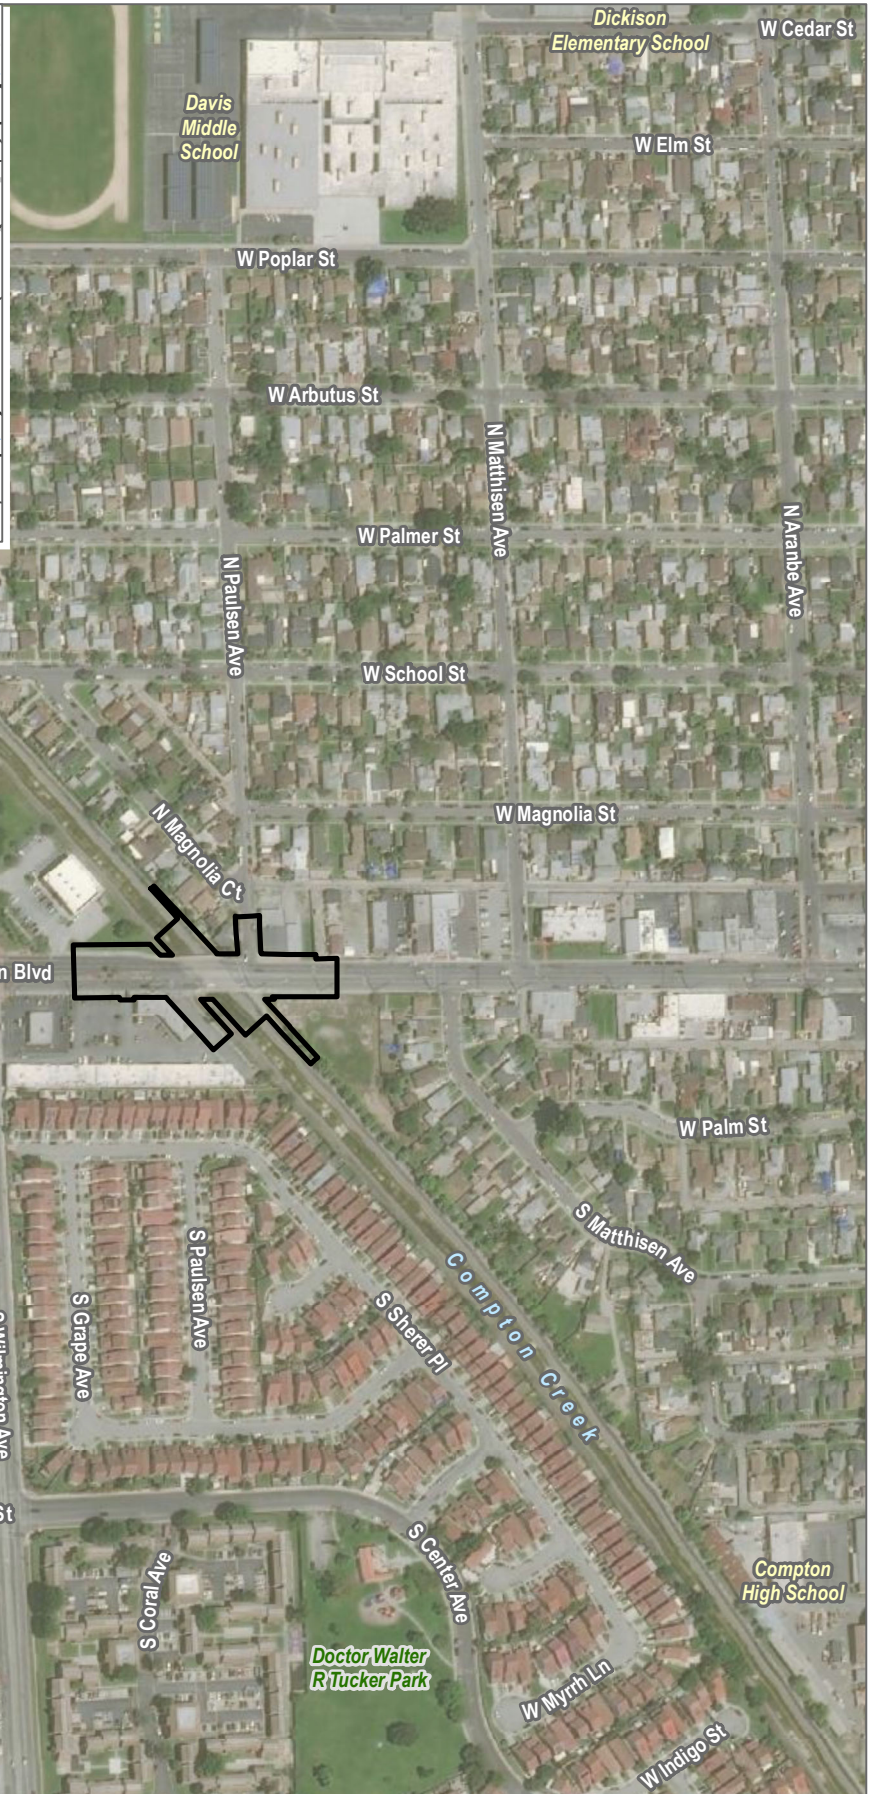 Dickison
Elementary School
W Cedar St
Davis
Middle
School
W Elm St
W Poplar St
W Arbutus St
N Matthisen Ave
N Aranbe Ave
W Palmer St
N Paulsen Ave
W School St
W Magnolia St
N Magnolia Ct
n Blvd
W Palm St
S Matthisen Ave
Compton Creek
S Paulsen Ave
S Grape Ave
S Sherer Pl
S Wilmington Ave
St
S Center Ave
S Coral Ave
Compton
High School
Doctor Walter
R Tucker Park
W Myrrh Ln
W Indigo St